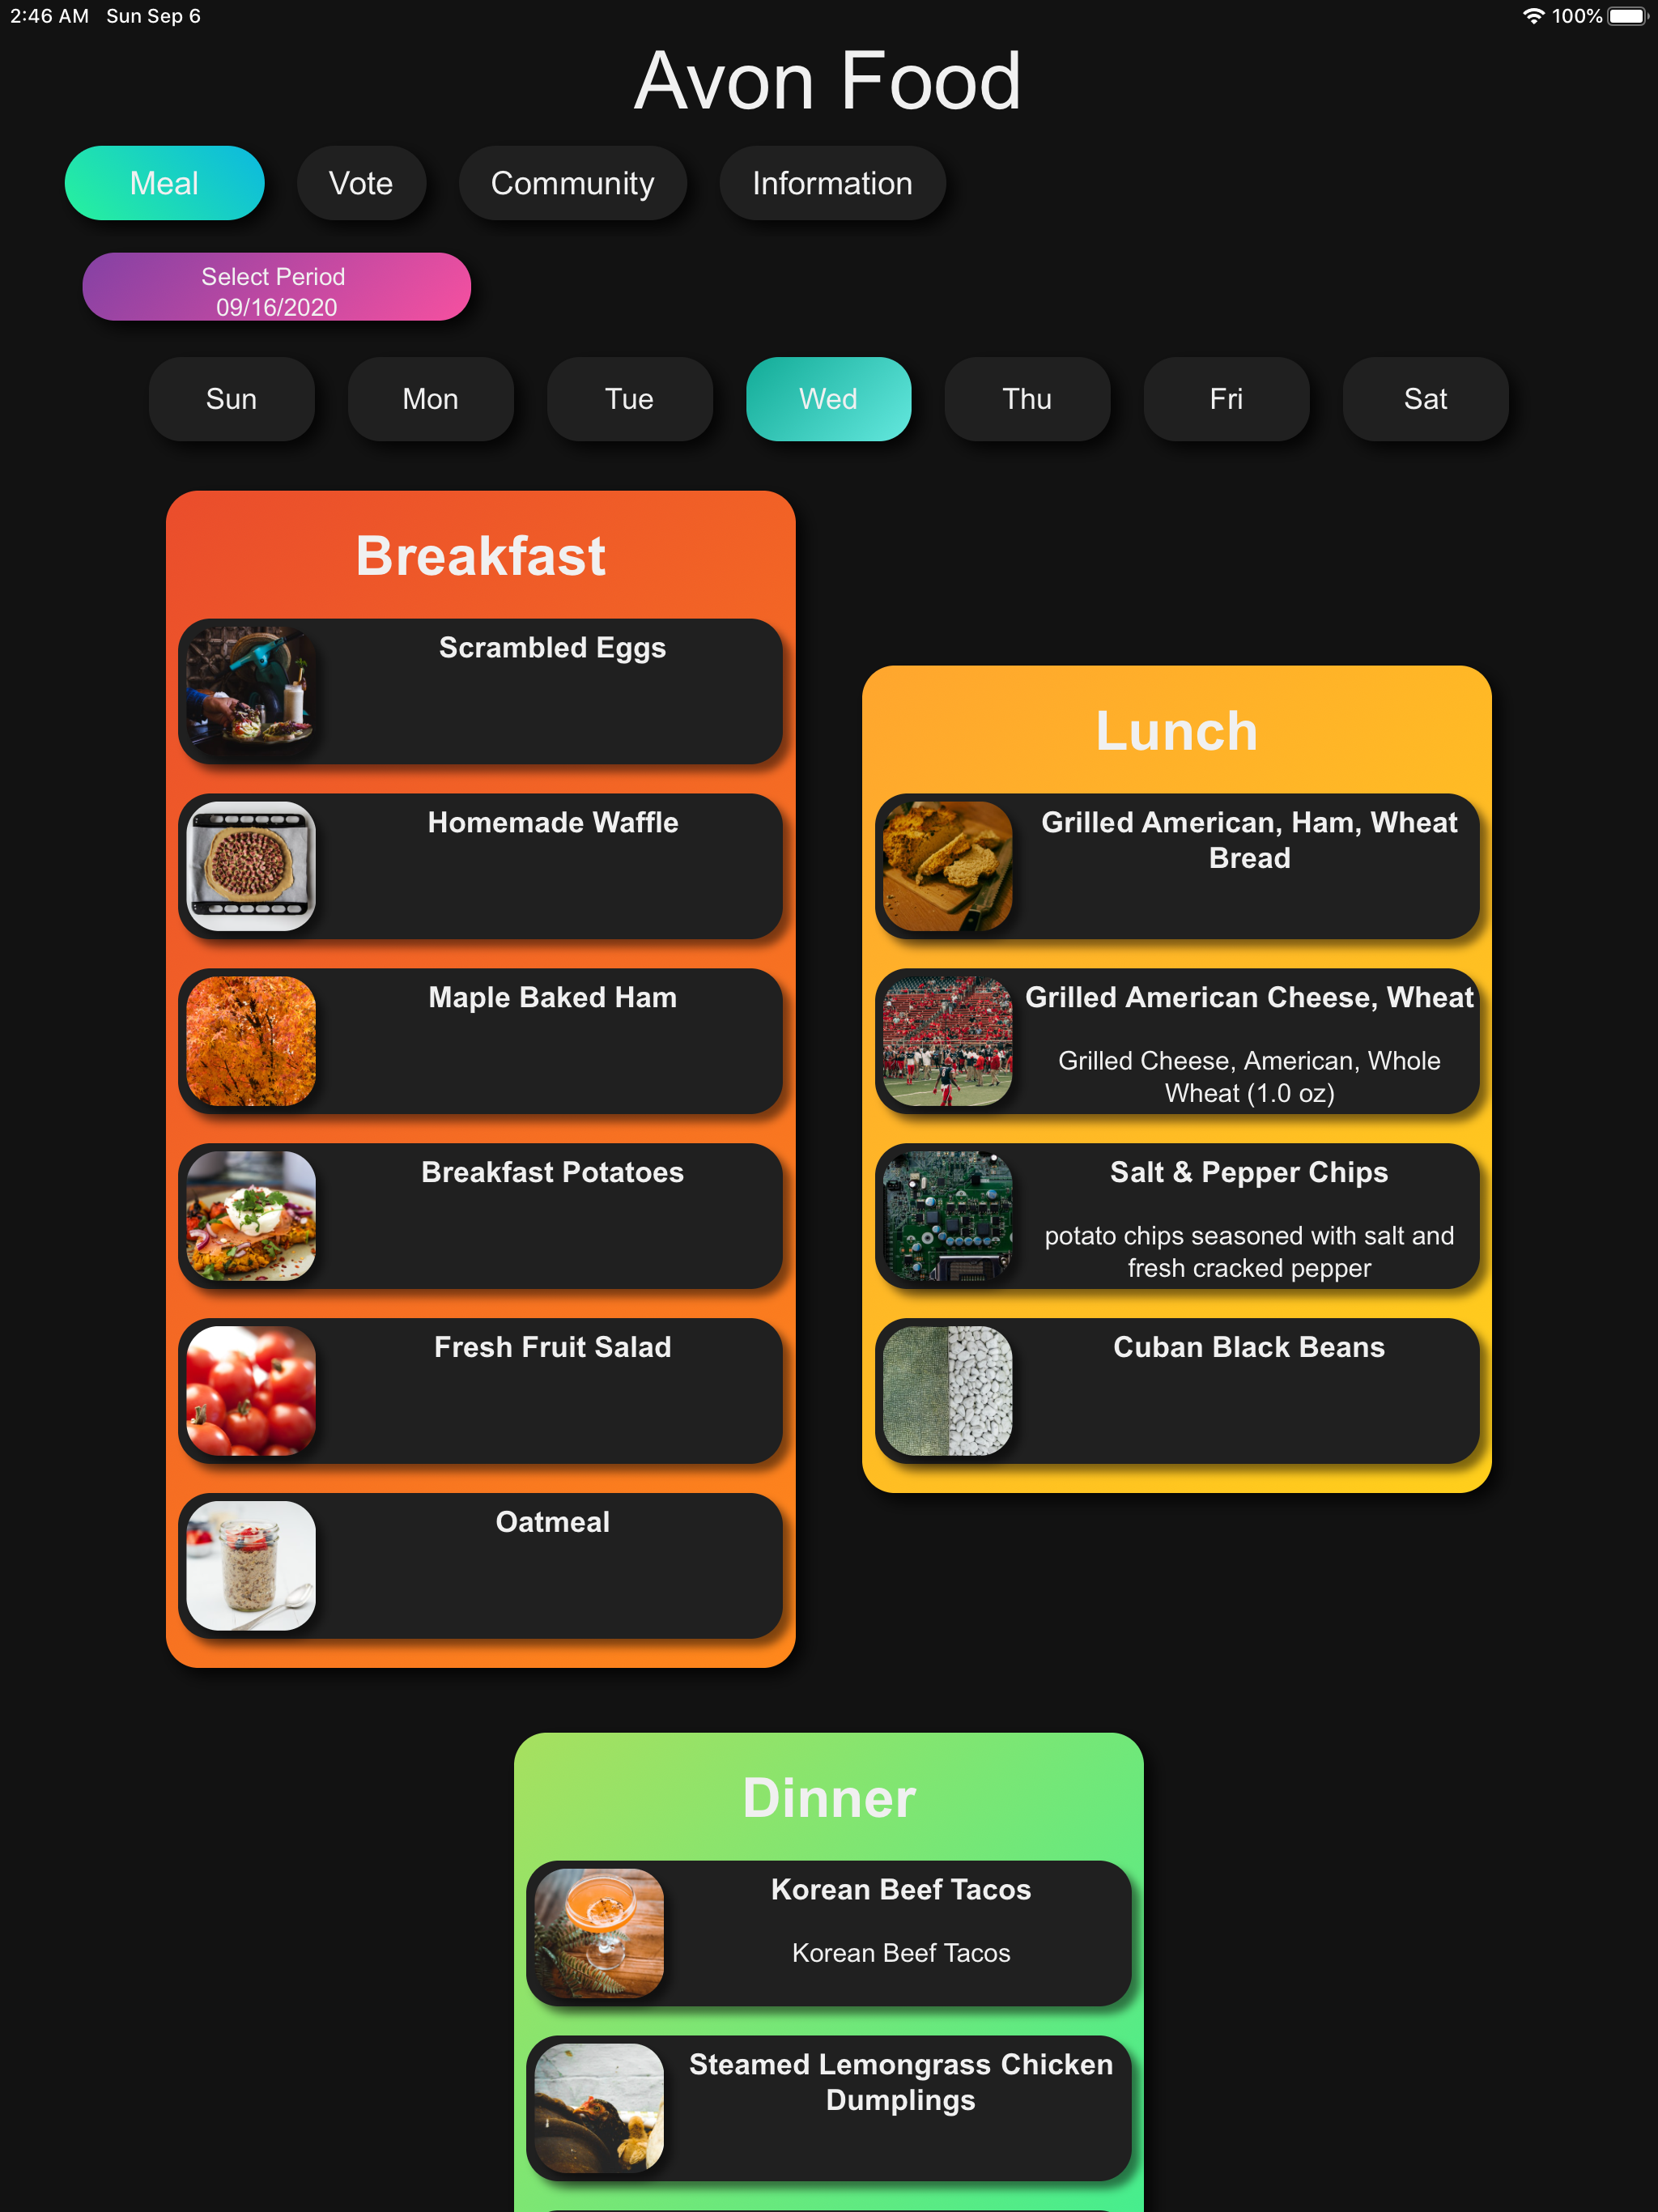 2:46 AM Sun Sep 6
100%
Avon Food
Meal
Vote
Community
Information
Select Period
09/16/2020
Sun
Mon
Tue
Wed
Thu
Fri
Sat
Breakfast
Scrambled Eggs
Homemade Waffle
Maple Baked Ham
Breakfast Potatoes
Fresh Fruit Salad
Oatmeal
Lunch
Grilled American, Ham, Wheat
Bread
Grilled American Cheese, Wheat
Grilled Cheese, American, Whole
Wheat (1.0 oz)
Salt & Pepper Chips
potato chips seasoned with salt and
fresh cracked pepper
Cuban Black Beans
Dinner
Korean Beef Tacos
Korean Beef Tacos
Steamed Lemongrass Chicken
Dumplings